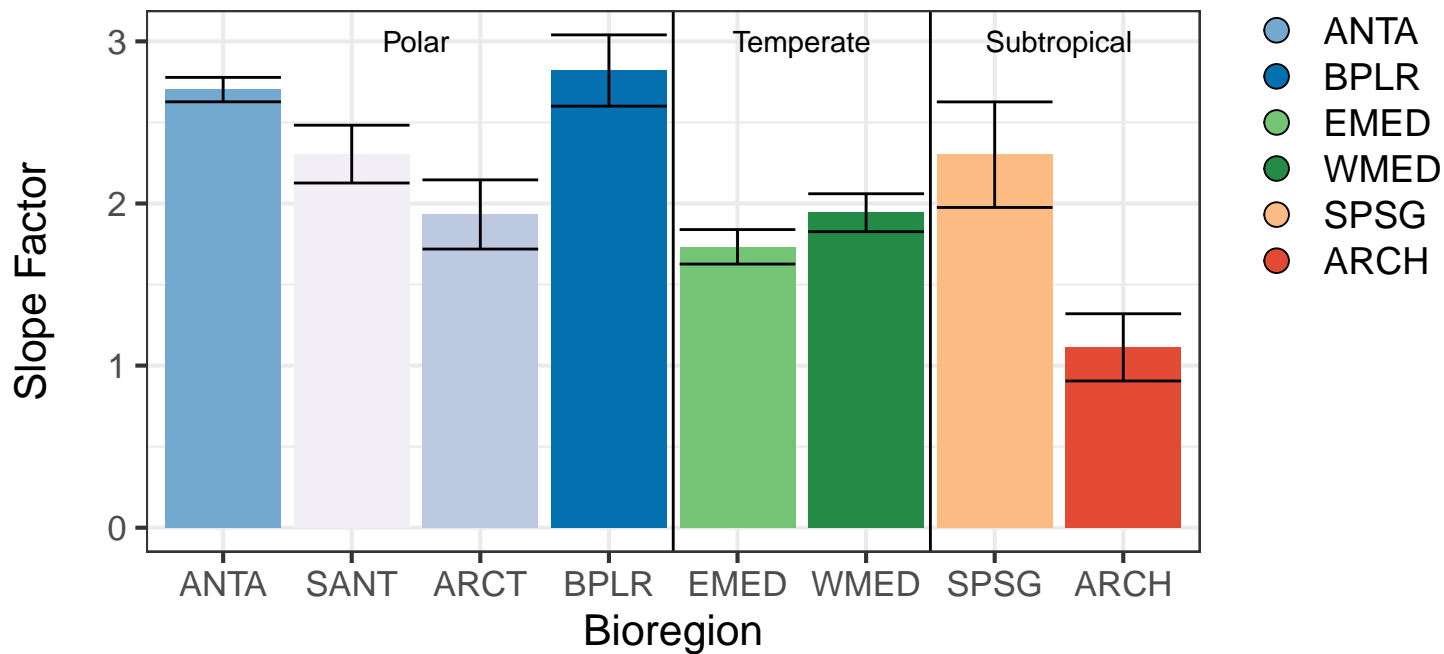 Slope Factor
3
2
1
0
Polar
Temperate
Subtropical
ANTA
SANT
ARCT
BPLR
EMED
WMED
SPSG
ARCH
Bioregion
ANTA
BPLR
EMED
WMED
SPSG
ARCH